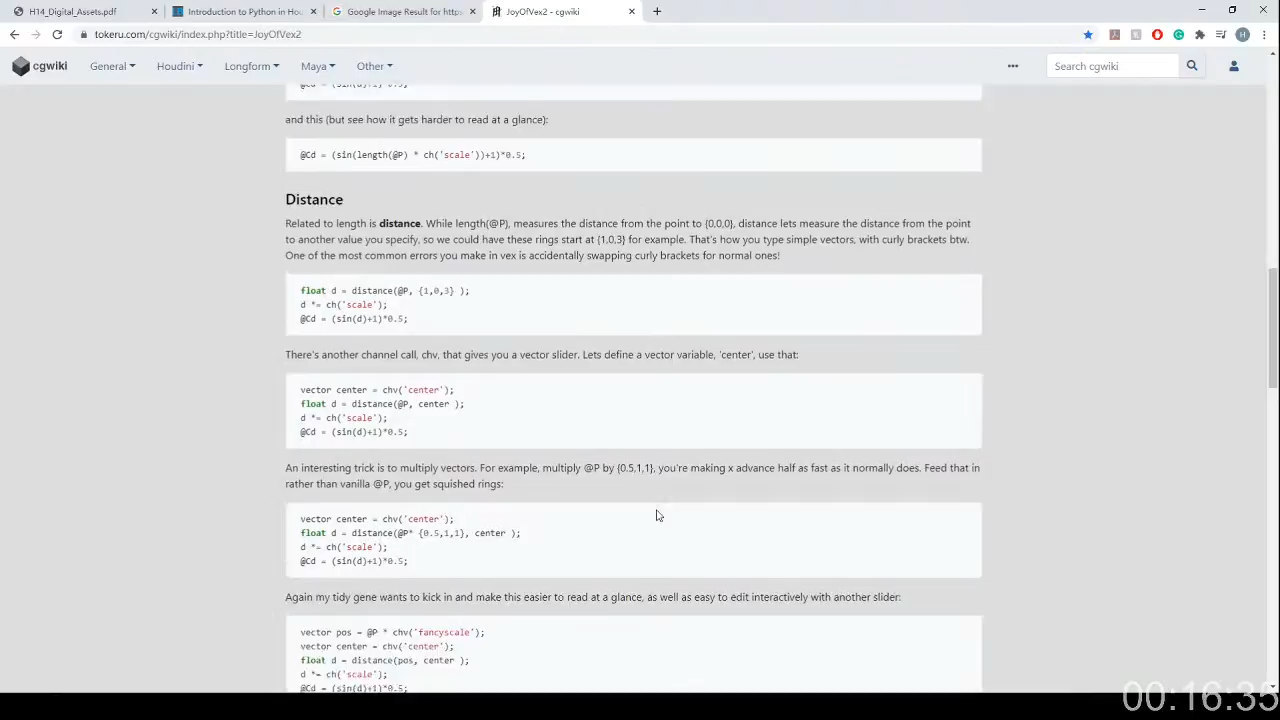 H14_Digital_Assets.pdf
Introduction to Python in Hou
Google Image Result for https
JoyOfVex2 - cgwiki
tokeru.com/cgwiki/index.php?title=JoyOfVex2
H
cgwiki
General
Houdini
Longform
Maya
Other
Search cgwiki
@Cd = (sin(d)+1)*0.5;
and this (but see how it gets harder to read at a glance):
@Cd = (sin(length(@P) * ch('scale'))+1)*0.5;
Distance
Related to length is distance. While length(@P), measures the distance from the point to {0,0,0}, distance lets measure the distance from the point
to another value you specify, so we could have these rings start at {1,0,3} for example. That's how you type simple vectors, with curly brackets btw.
One of the most common errors you make in vex is accidentally swapping curly brackets for normal ones!
float d = distance(@P, {1,0,3} );
d *= ch('scale');
@Cd = (sin(d)+1)*0.5;
There's another channel call, chv, that gives you a vector slider. Lets define a vector variable, 'center', use that:
vector center = chv('center');
float d = distance(@P, center );
d *= ch('scale');
@Cd = (sin(d)+1)*0.5;
An interesting trick is to multiply vectors. For example, multiply @P by {0.5,1,1}, you're making x advance half as fast as it normally does. Feed that in
rather than vanilla @P, you get squished rings:
vector center = chv('center');
float d = distance(@P* {0.5,1,1}, center );
d *= ch('scale');
@Cd = (sin(d)+1)*0.5;
Again my tidy gene wants to kick in and make this easier to read at a glance, as well as easy to edit interactively with another slider:
vector pos = @P * chv('fancyscale');
vector center = chv('center');
float d = distance(pos, center );
d *= ch('scale');
@Cd = (sin(d)+1)*0.5;
00:16:35